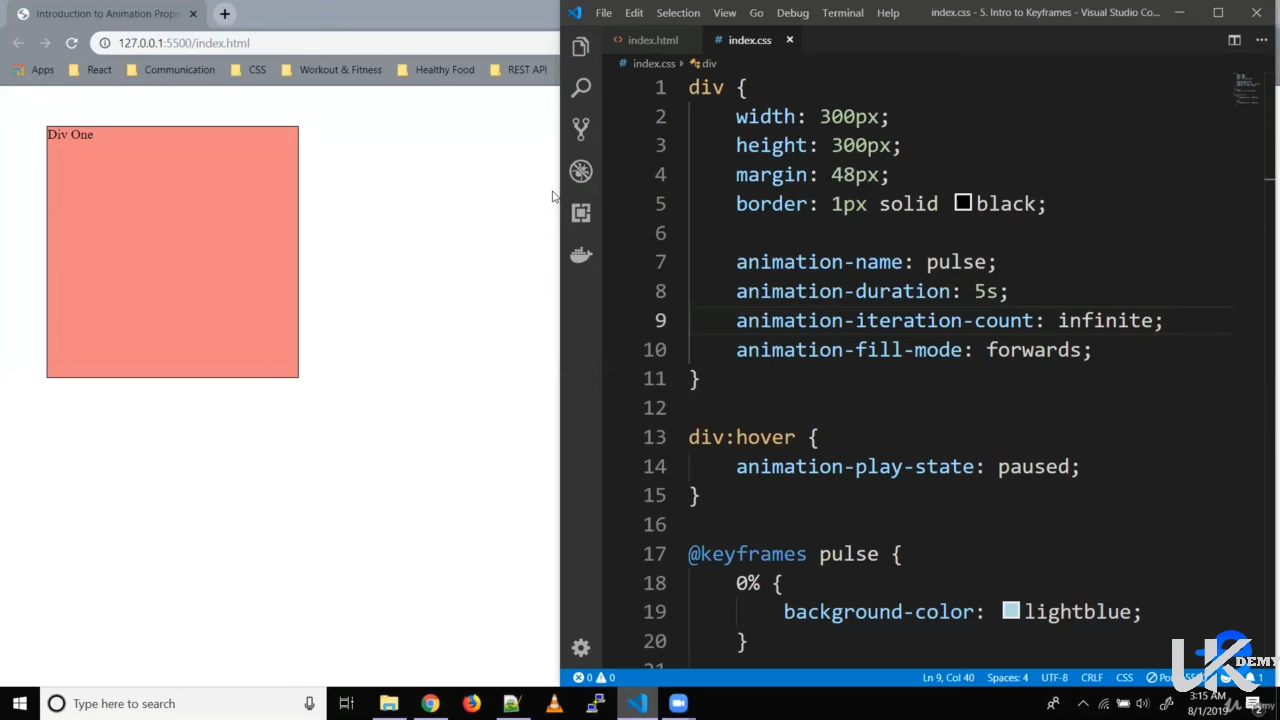 Introduction to Animation Prope
File Edit Selection View Go Debug Terminal Help
index.css - 5. Intro to Keyframes - Visual Studio Co...
127.0.0.1:5500/index.html
Apps React Communication CSS Workout & Fitness Healthy Food REST API
index.html index.css
index.css div
Div One
1 div {
2 width: 300px;
3 height: 300px;
4 margin: 48px;
5 border: 1px solid black;
6
7 animation-name: pulse;
8 animation-duration: 5s;
9 animation-iteration-count: infinite;
10 animation-fill-mode: forwards;
11 }
12
13 div:hover {
14 animation-play-state: paused;
15 }
16
17 @keyframes pulse {
18 0% {
19 background-color: lightblue;
20 }
0 0 Ln 9, Col 40 Spaces: 4 UTF-8 CRLF CSS
UKDEMY
Type here to search
3:15 AM
8/1/2019